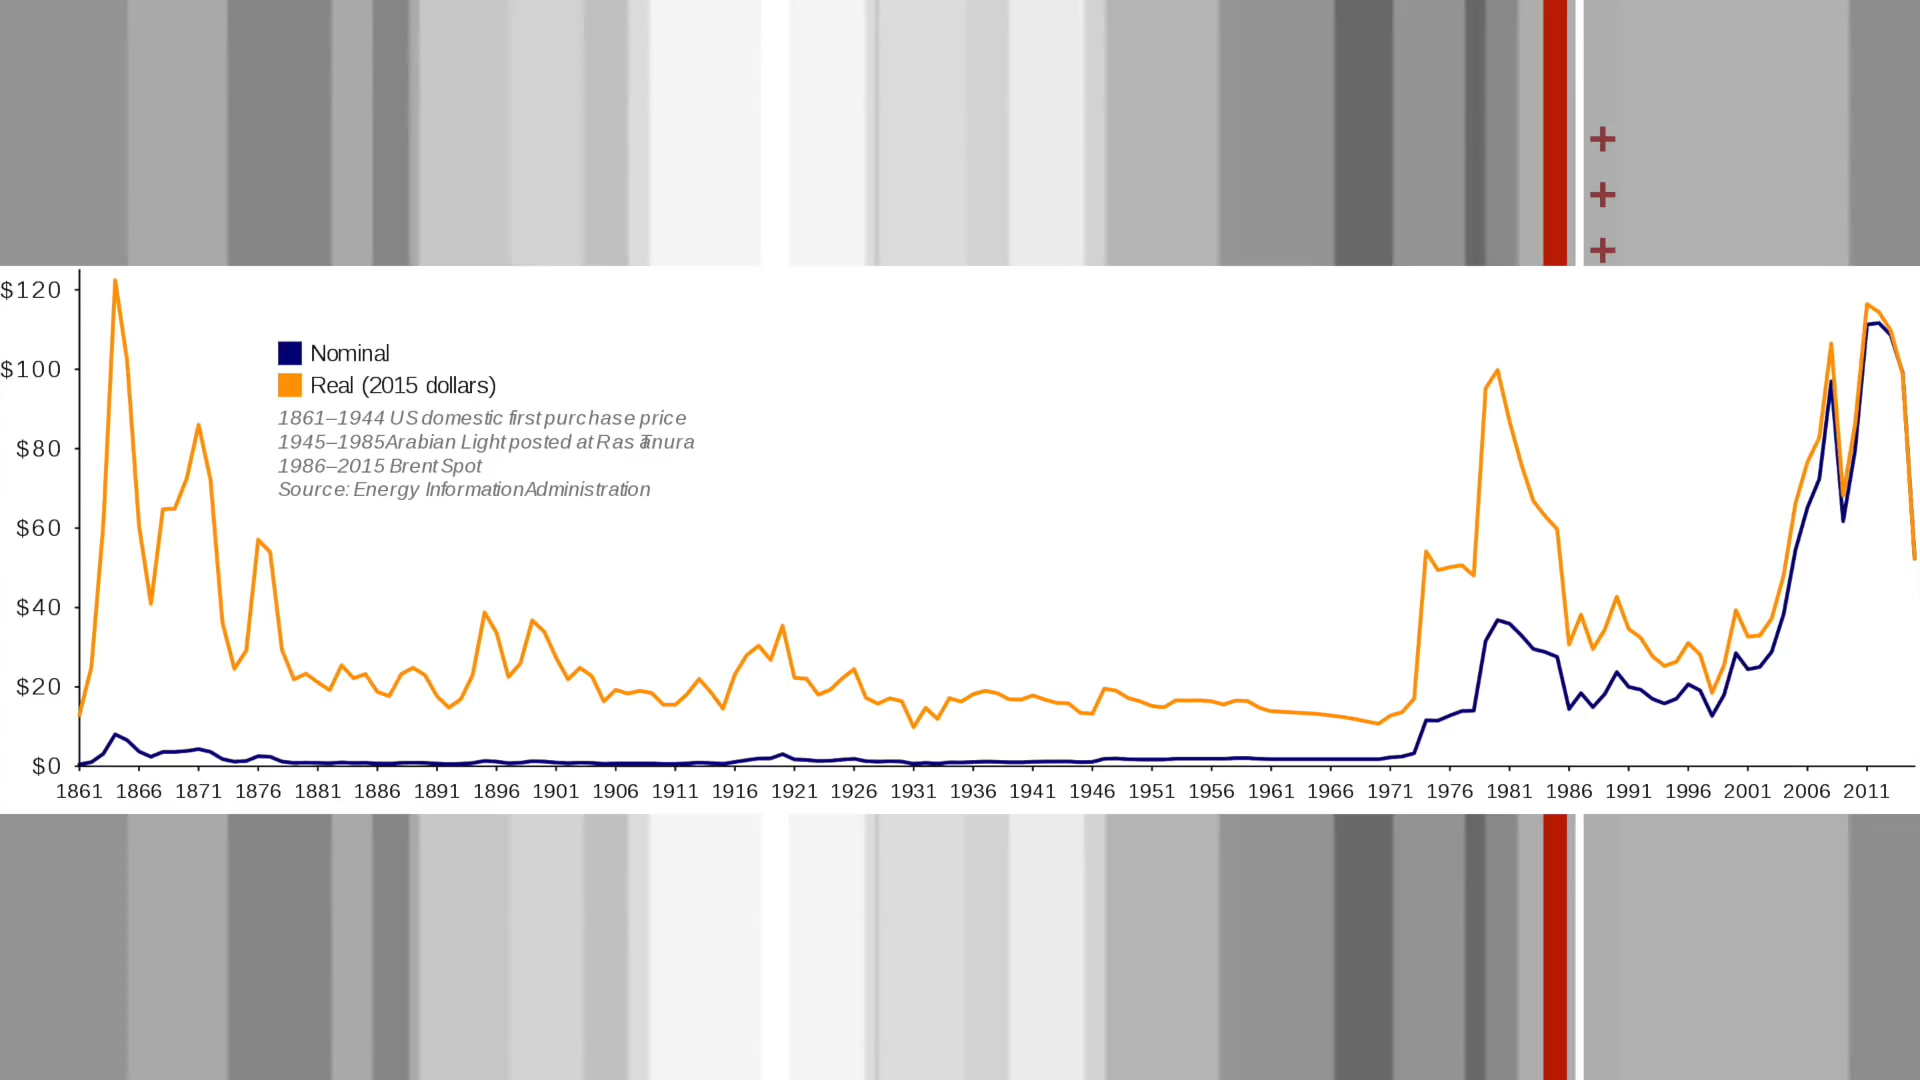 $120
$100
$80
$60
$40
$20
$0
Nominal
Real (2015 dollars)
1861–1944 US domestic first purchase price
1945–1985 Arabian Light posted at Ras Tanura
1986–2015 Brent Spot
Source: Energy Information Administration
1861 1866 1871 1876 1881 1886 1891 1896 1901 1906 1911 1916 1921 1926 1931 1936 1941 1946 1951 1956 1961 1966 1971 1976 1981 1986 1991 1996 2001 2006 2011